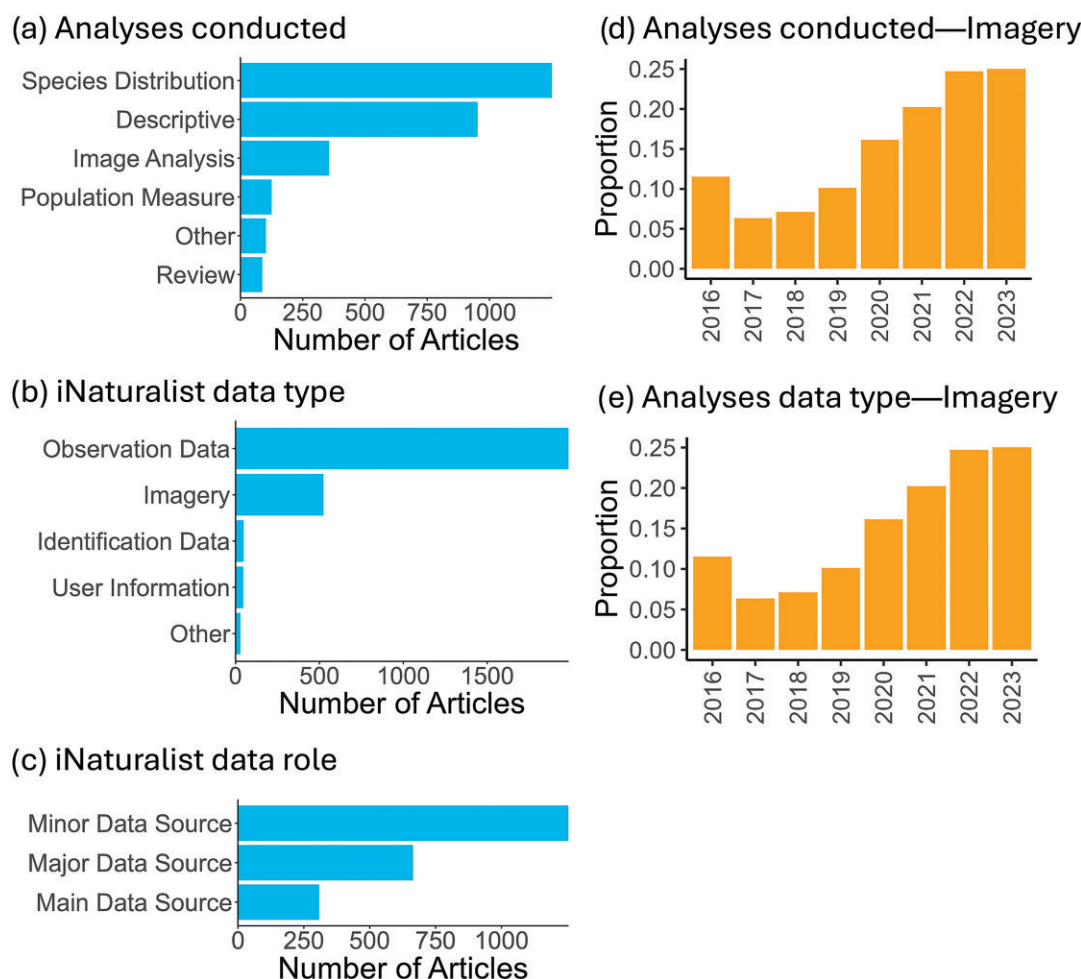 (a) Analyses conducted
Species Distribution
Descriptive
Image Analysis
Population Measure
Other
Review
0 250 500 750 1000
Number of Articles
(b) iNaturalist data type
Observation Data
Imagery
Identification Data
User Information
Other
0 500 1000 1500
Number of Articles
(c) iNaturalist data role
Minor Data Source
Major Data Source
Main Data Source
0 250 500 750 1000
Number of Articles
(d) Analyses conducted—Imagery
Proportion
0.25
0.20
0.15
0.10
0.05
0.00
2016 2017 2018 2019 2020 2021 2022 2023
(e) Analyses data type—Imagery
Proportion
0.25
0.20
0.15
0.10
0.05
0.00
2016 2017 2018 2019 2020 2021 2022 2023